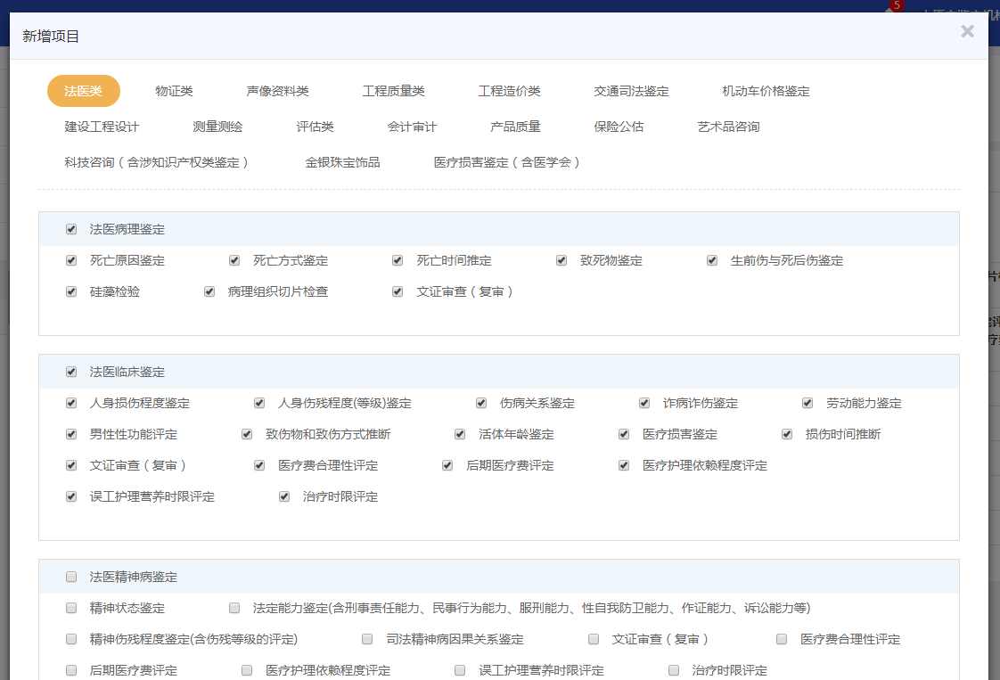 5
新增项目
法医类 物证类 声像资料类 工程质量类 工程造价类 交通司法鉴定 机动车价格鉴定
建设工程设计 测量测绘 评估类 会计审计 产品质量 保险公估 艺术品咨询
科技咨询（含涉知识产权类鉴定） 金银珠宝饰品 医疗损害鉴定（含医学会）
法医病理鉴定
死亡原因鉴定 死亡方式鉴定 死亡时间推定 致死物鉴定 生前伤与死后伤鉴定
硅藻检验 病理组织切片检查 文证审查（复审）
法医临床鉴定
人身损伤程度鉴定 人身伤残程度(等级)鉴定 伤病关系鉴定 诈病诈伤鉴定 劳动能力鉴定
男性性功能评定 致伤物和致伤方式推断 活体年龄鉴定 医疗损害鉴定 损伤时间推断
文证审查（复审） 医疗费合理性评定 后期医疗费评定 医疗护理依赖程度评定
误工护理营养时限评定 治疗时限评定
法医精神病鉴定
精神状态鉴定 法定能力鉴定(含刑事责任能力、民事行为能力、服刑能力、性自我防卫能力、作证能力、诉讼能力等)
精神伤残程度鉴定(含伤残等级的评定) 司法精神病因果关系鉴定 文证审查（复审） 医疗费合理性评定
后期医疗费评定 医疗护理依赖程度评定 误工护理营养时限评定 治疗时限评定